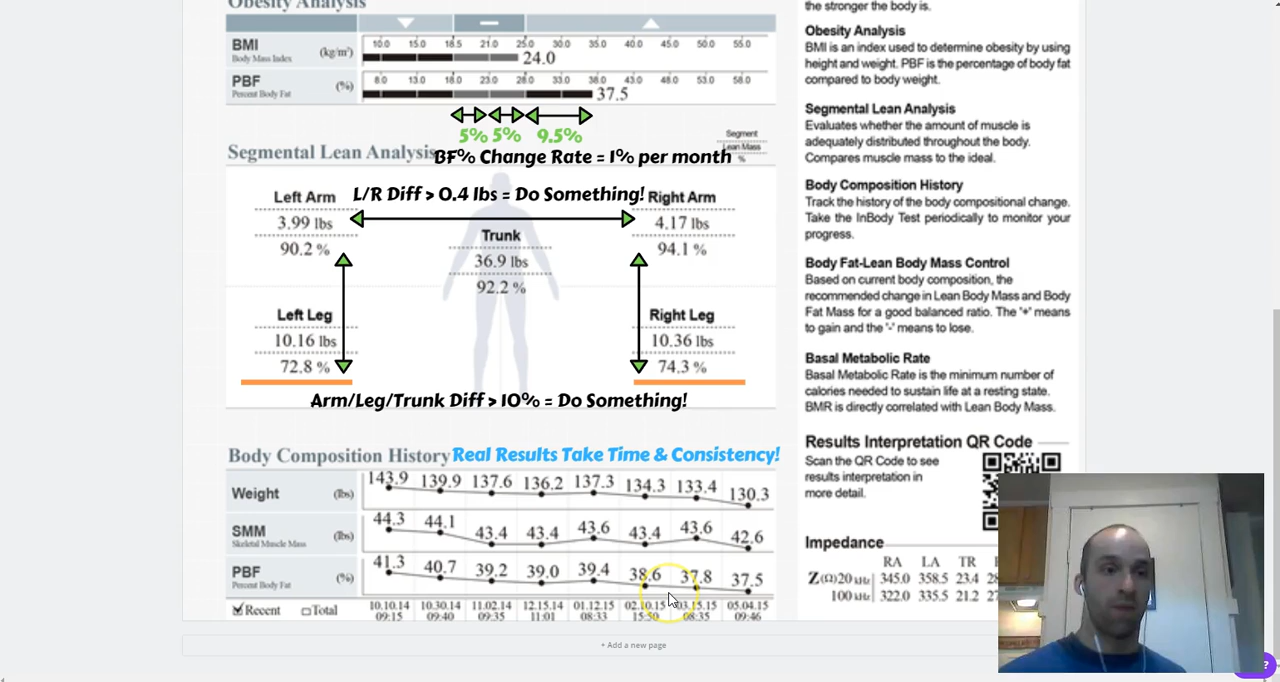 Obesity Analysis
BMI
Body Mass Index
(kg/m²)
10.0 15.0 18.5 21.0 25.0 30.0 35.0 40.0 45.0 50.0 55.0
24.0
PBF
Percent Body Fat
(%)
8.0 13.0 18.0 23.0 28.0 33.0 38.0 43.0 48.0 53.0 58.0
37.5
5% 5% 9.5%
Segmental Lean Analysis
BF% Change Rate = 1% per month
Segment
Lean Mass
%
L/R Diff > 0.4 lbs = Do Something!
Left Arm
3.99 lbs
90.2 %
Right Arm
4.17 lbs
94.1 %
Trunk
36.9 lbs
92.2 %
Left Leg
10.16 lbs
72.8 %
Right Leg
10.36 lbs
74.3 %
Arm/Leg/Trunk Diff > 10% = Do Something!
Body Composition History
Real Results Take Time & Consistency!
Weight (lbs) 143.9 139.9 137.6 136.2 137.3 134.3 133.4 130.3
SMM (lbs) 44.3 44.1 43.4 43.4 43.6 43.4 43.6 42.6
Skeletal Muscle Mass
PBF (%) 41.3 40.7 39.2 39.0 39.4 38.6 37.8 37.5
Percent Body Fat
Recent Total
10.10.14 10.30.14 11.02.14 12.15.14 01.12.15 02.10.15 03.15.15 05.04.15
09:15 09:40 09:35 11:01 08:33 15:50 08:35 09:46
+ Add a new page
the stronger the body is.
Obesity Analysis
BMI is an index used to determine obesity by using
height and weight. PBF is the percentage of body fat
compared to body weight.
Segmental Lean Analysis
Evaluates whether the amount of muscle is
adequately distributed throughout the body.
Compares muscle mass to the ideal.
Body Composition History
Track the history of the body compositional change.
Take the InBody Test periodically to monitor your
progress.
Body Fat-Lean Body Mass Control
Based on current body composition, the
recommended change in Lean Body Mass and Body
Fat Mass for a good balanced ratio. The '+' means
to gain and the '-' means to lose.
Basal Metabolic Rate
Basal Metabolic Rate is the minimum number of
calories needed to sustain life at a resting state.
BMR is directly correlated with Lean Body Mass.
Results Interpretation QR Code
Scan the QR Code to see
results interpretation in
more detail.
Impedance
RA LA TR
Z(Ω)20 kHz 345.0 358.5 23.4
100 kHz 322.0 335.5 21.2
?